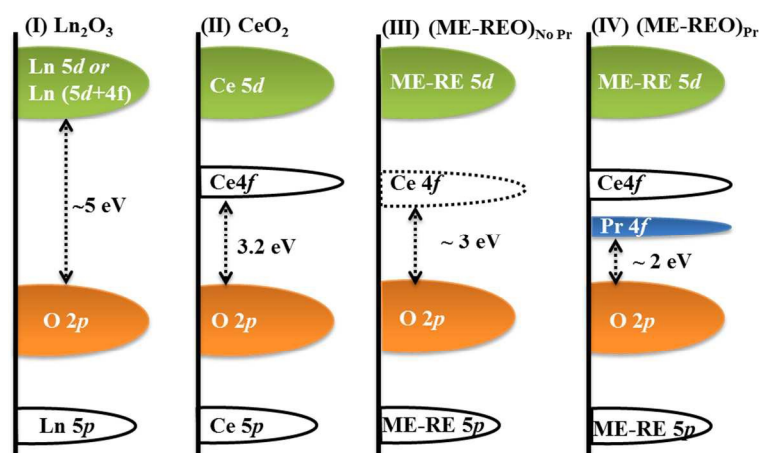 (I) Ln₂O₃
Ln 5d or
Ln (5d+4f)
~5 eV
O 2p
Ln 5p
(II) CeO₂
Ce 5d
Ce4f
3.2 eV
O 2p
Ce 5p
(III) (ME-REO)No Pr
ME-RE 5d
Ce 4f
~ 3 eV
O 2p
ME-RE 5p
(IV) (ME-REO)Pr
ME-RE 5d
Ce4f
Pr 4f
~ 2 eV
O 2p
ME-RE 5p